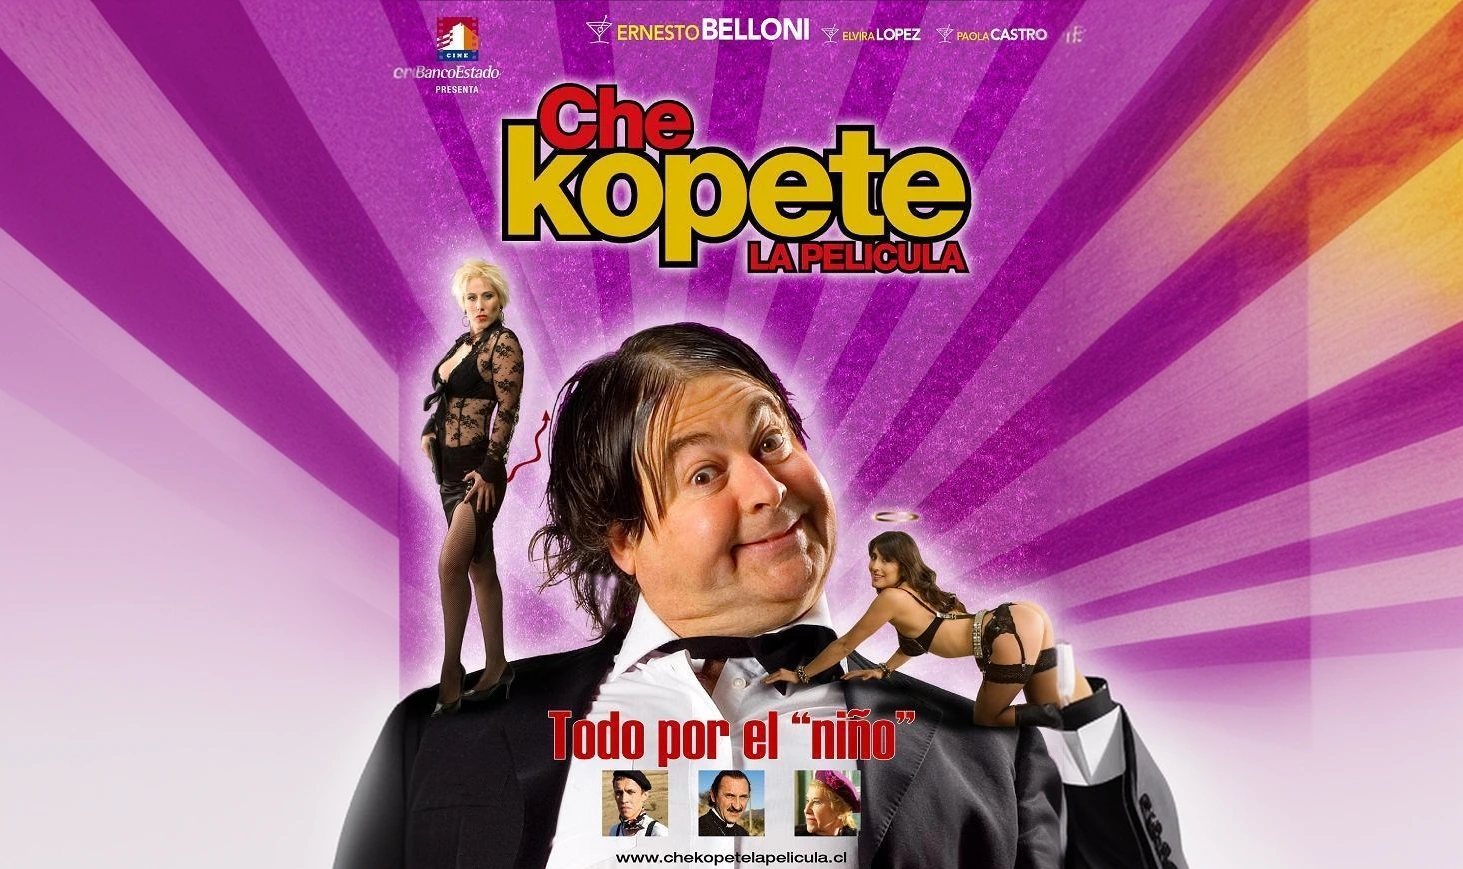 CINE
enBancoEstado
PRESENTA
ERNESTO BELLONI ELVIRA LOPEZ PAOLA CASTRO
Che
kopete
LA PELICULA
Todo por el “niño”
www.chekopetelapelicula.cl